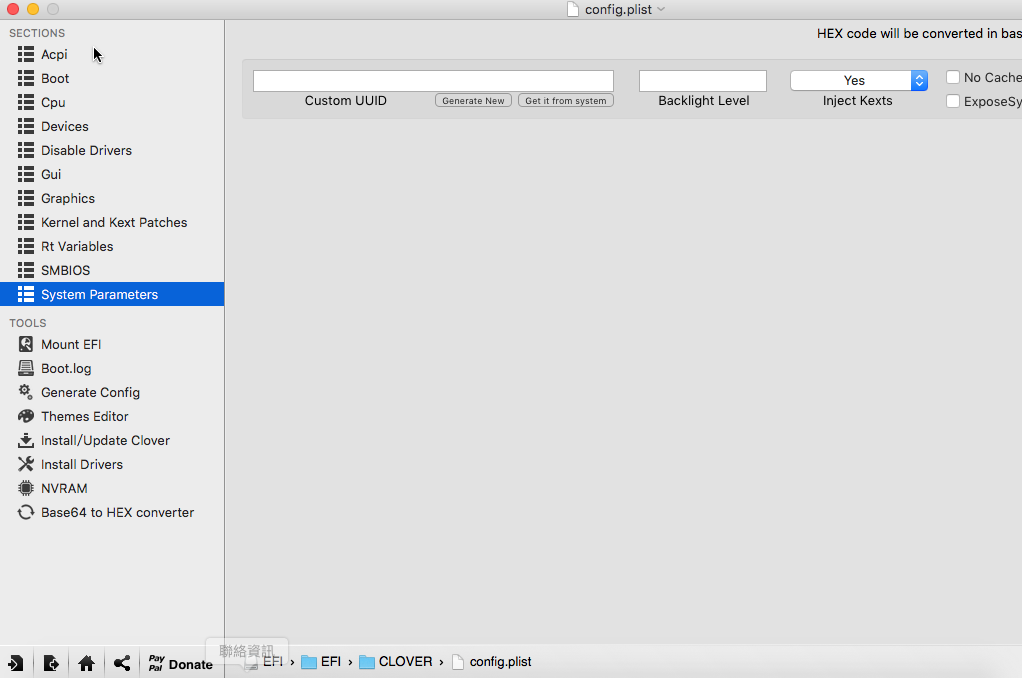 config.plist
SECTIONS
HEX code will be converted in bas
Acpi
Boot
Cpu
Devices
Disable Drivers
Gui
Graphics
Kernel and Kext Patches
Rt Variables
SMBIOS
System Parameters
Yes
No Cache
Custom UUID
Generate New
Get it from system
Backlight Level
Inject Kexts
ExposeSy
TOOLS
Mount EFI
Boot.log
Generate Config
Themes Editor
Install/Update Clover
Install Drivers
NVRAM
Base64 to HEX converter
聯絡資訊
Pay
Pal
Donate
EFI › EFI › CLOVER › config.plist